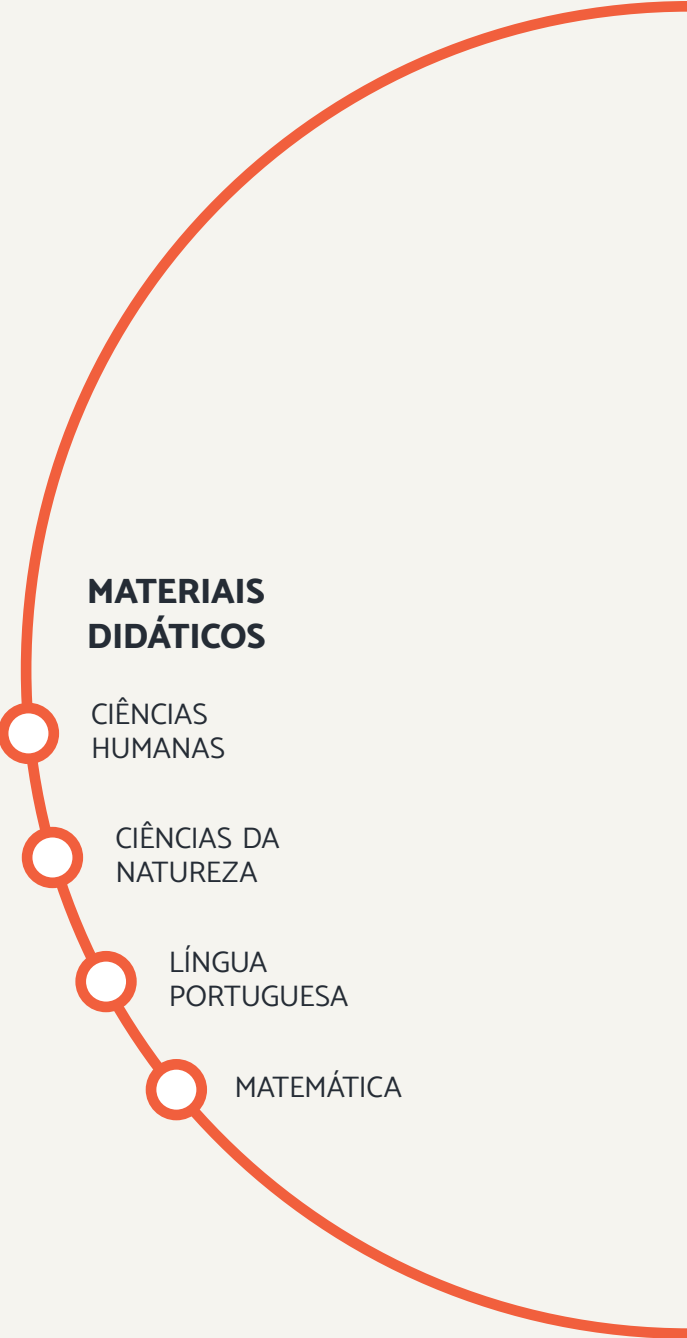 MATERIAIS
DIDÁTICOS
CIÊNCIAS
HUMANAS
CIÊNCIAS DA
NATUREZA
LÍNGUA
PORTUGUESA
MATEMÁTICA